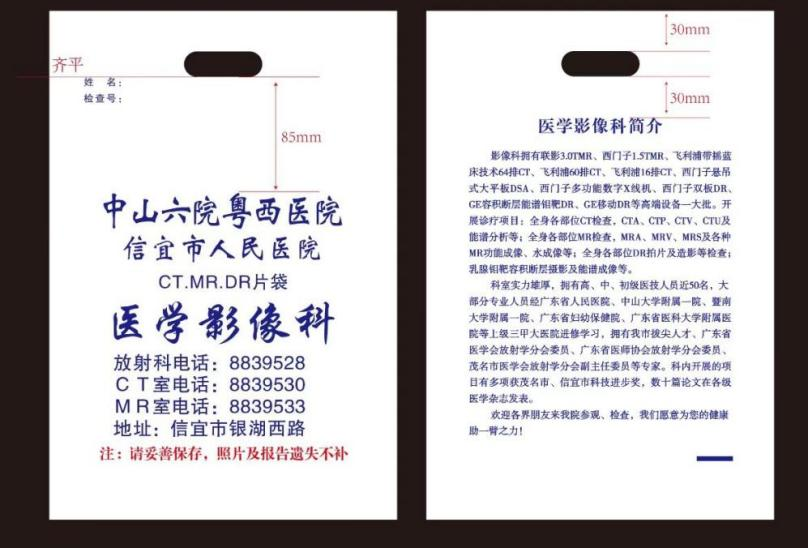 齐平
姓 名:
检查号:
85mm
中山六院粤西医院
信宜市人民医院
CT.MR.DR片袋
医学影像科
放射科电话:8839528
CT室电话:8839530
MR室电话:8839533
地址:信宜市银湖西路
注:请妥善保存,照片及报告遗失不补
30mm
30mm
医学影像科简介
影像科拥有联影3.0TMR、西门子1.5TMR、飞利浦带摇蓝
床技术64排CT、飞利浦60排CT、飞利浦16排CT、西门子悬吊
式大平板DSA、西门子多功能数字X线机、西门子双板DR、
GE容积断层能谱钼靶DR、GE移动DR等高端设备一大批。开
展诊疗项目:全身各部位CT检查,CTA、CTP、CTV、CTU及
能谱分析等;全身各部位MR检查,MRA、MRV、MRS及各种
MR功能成像、水成像等;全身各部位DR拍片及造影等检查;
乳腺钼靶容积断层摄影及能谱成像等。
科室实力雄厚,拥有高、中、初级医技人员近50名,大
部分专业人员经广东省人民医院、中山大学附属一院、暨南
大学附属一院、广东省妇幼保健院、广东省医科大学附属医
院等上级三甲大医院进修学习,拥有我市拔尖人才、广东省
医学会放射学分会委员、广东省医师协会放射学分会委员、
茂名市医学会放射学分会副主任委员等专家。科内开展的项
目有多项获茂名市、信宜市科技进步奖,数十篇论文在各级
医学杂志发表。
欢迎各界朋友来我院参观、检查,我们愿意为您的健康
助一臂之力!